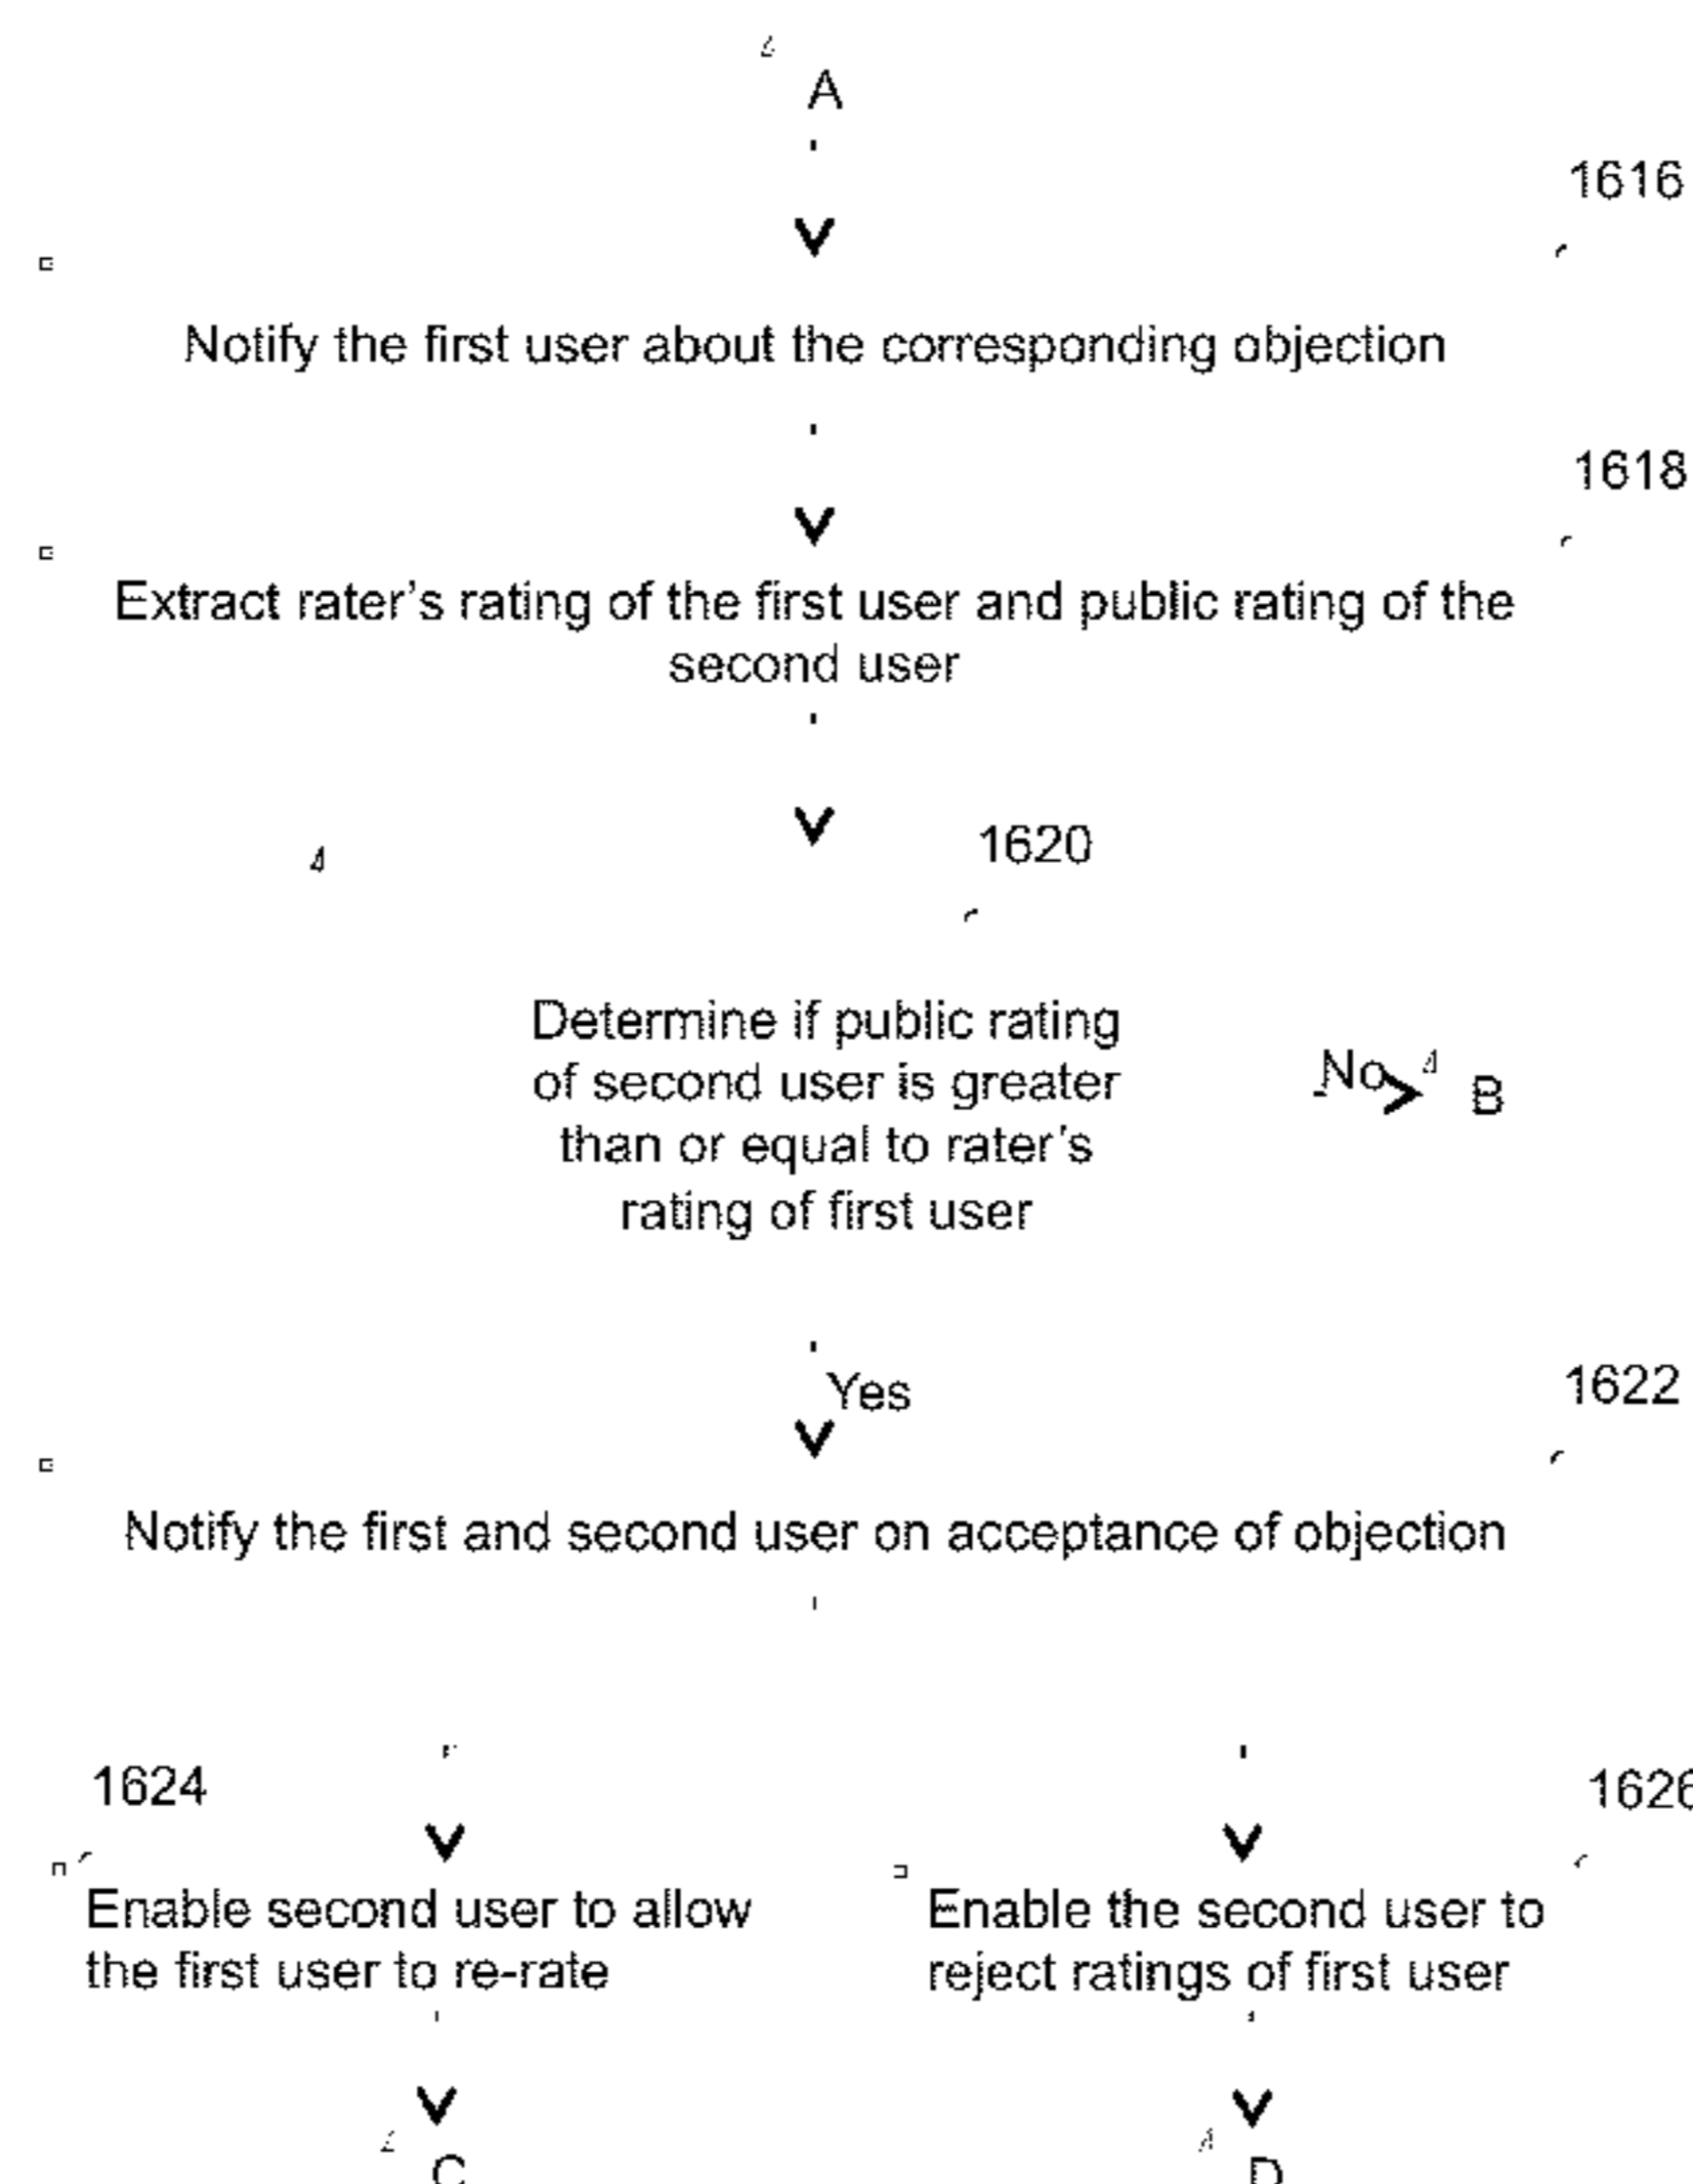 A
1616
Notify the first user about the corresponding objection
1618
Extract rater's rating of the first user and public rating of the
second user
1620
Determine if public rating
of second user is greater
than or equal to rater's
rating of first user
No
B
Yes
1622
Notify the first and second user on acceptance of objection
1624
1626
Enable second user to allow
the first user to re-rate
Enable the second user to
reject ratings of first user
C
D